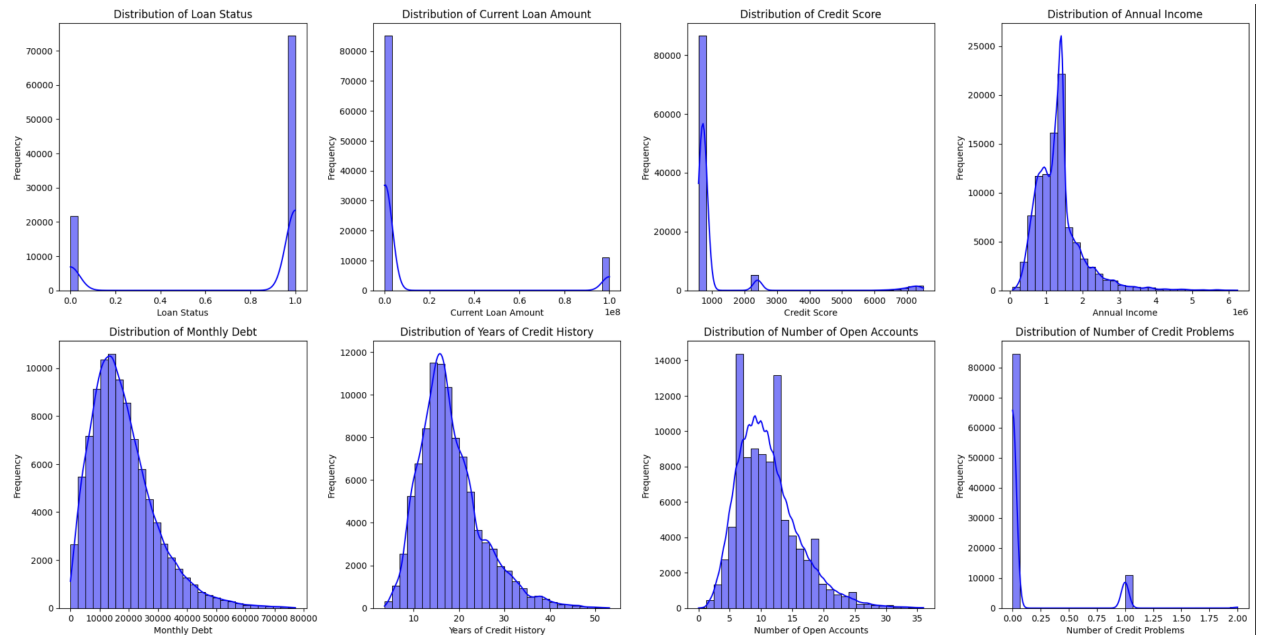 Distribution of Loan Status
Frequency
70000
60000
50000
40000
30000
20000
10000
0
0.0 0.2 0.4 0.6 0.8 1.0
Loan Status
Distribution of Current Loan Amount
Frequency
80000
70000
60000
50000
40000
30000
20000
10000
0
0.0 0.2 0.4 0.6 0.8 1.0
1e8
Current Loan Amount
Distribution of Credit Score
Frequency
80000
60000
40000
20000
0
1000 2000 3000 4000 5000 6000 7000
Credit Score
Distribution of Annual Income
Frequency
25000
20000
15000
10000
5000
0
0 1 2 3 4 5 6
1e6
Annual Income
Distribution of Monthly Debt
Frequency
10000
8000
6000
4000
2000
0
0 10000 20000 30000 40000 50000 60000 70000 80000
Monthly Debt
Distribution of Years of Credit History
Frequency
12000
10000
8000
6000
4000
2000
0
10 20 30 40 50
Years of Credit History
Distribution of Number of Open Accounts
Frequency
14000
12000
10000
8000
6000
4000
2000
0
0 5 10 15 20 25 30 35
Number of Open Accounts
Distribution of Number of Credit Problems
Frequency
80000
70000
60000
50000
40000
30000
20000
10000
0
0.00 0.25 0.50 0.75 1.00 1.25 1.50 1.75 2.00
Number of Credit Problems